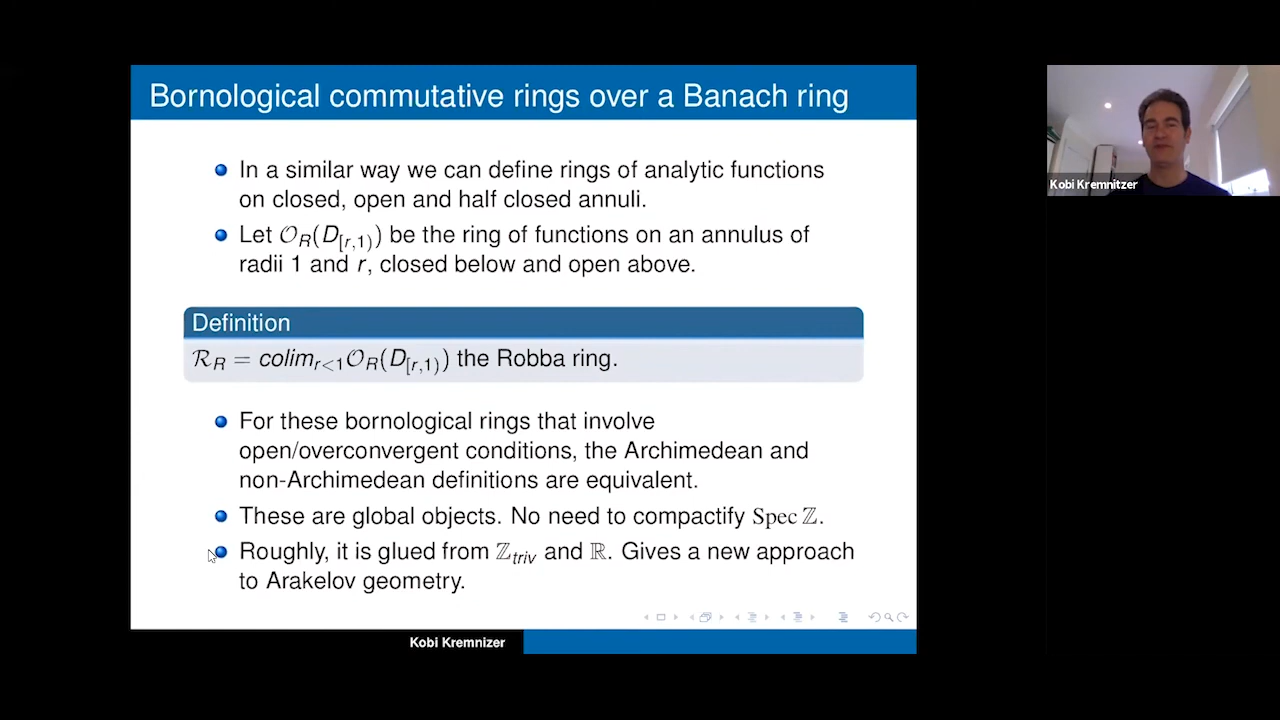 Bornological commutative rings over a Banach ring
In a similar way we can define rings of analytic functions
on closed, open and half closed annuli.
Let 𝒪_R(D_{[r,1)}) be the ring of functions on an annulus of
radii 1 and r, closed below and open above.
Definition
ℛ_R = colim_{r<1}𝒪_R(D_{[r,1)}) the Robba ring.
For these bornological rings that involve
open/overconvergent conditions, the Archimedean and
non-Archimedean definitions are equivalent.
These are global objects. No need to compactify Spec ℤ.
Roughly, it is glued from ℤ_{triv} and ℝ. Gives a new approach
to Arakelov geometry.
Kobi Kremnizer
Kobi Kremnitzer